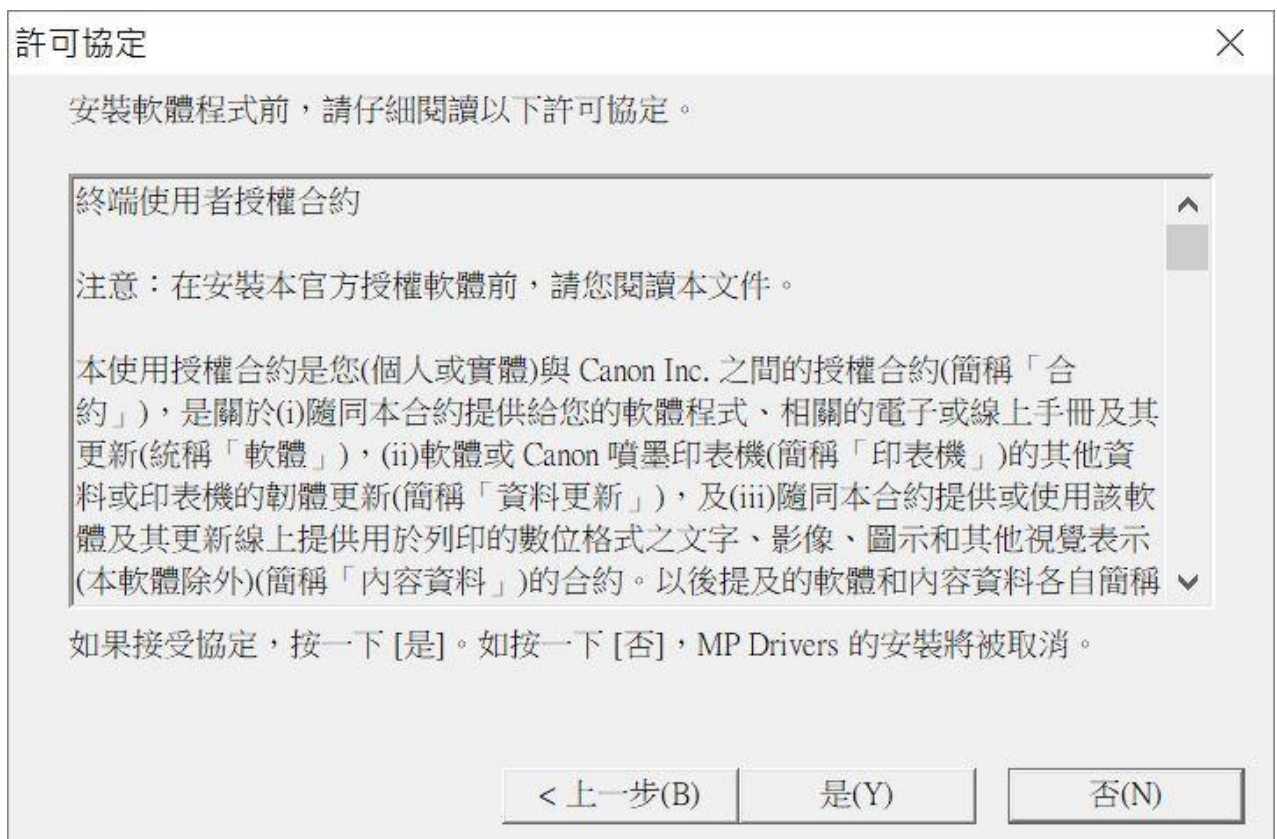 許可協定
安裝軟體程式前，請仔細閱讀以下許可協定。
終端使用者授權合約
注意：在安裝本官方授權軟體前，請您閱讀本文件。
本使用授權合約是您(個人或實體)與 Canon Inc. 之間的授權合約(簡稱「合
約」)，是關於(i)隨同本合約提供給您的軟體程式、相關的電子或線上手冊及其
更新(統稱「軟體」)，(ii)軟體或 Canon 噴墨印表機(簡稱「印表機」)的其他資
料或印表機的韌體更新(簡稱「資料更新」)，及(iii)隨同本合約提供或使用該軟
體及其更新線上提供用於列印的數位格式之文字、影像、圖示和其他視覺表示
(本軟體除外)(簡稱「內容資料」)的合約。以後提及的軟體和內容資料各自簡稱
如果接受協定，按一下 [是]。如按一下 [否]，MP Drivers 的安裝將被取消。
< 上一步(B)
是(Y)
否(N)